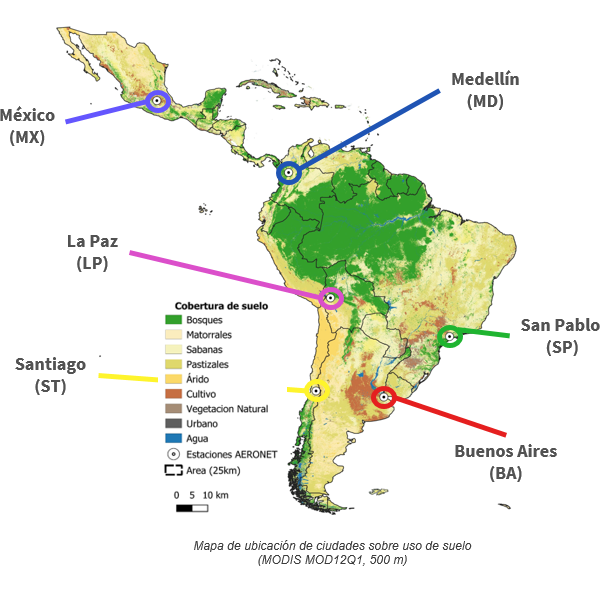 Medellín
(MD)
México
(MX)
La Paz
(LP)
Cobertura de suelo
Bosques
Matorrales
Sabanas
Pastizales
Árido
Cultivo
Vegetacion Natural
Urbano
Agua
Estaciones AERONET
Area (25km)
0 5 10 km
San Pablo
(SP)
Santiago
(ST)
Buenos Aires
(BA)
Mapa de ubicación de ciudades sobre uso de suelo
(MODIS MOD12Q1, 500 m)